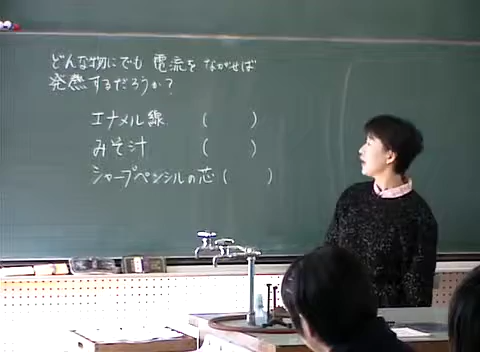 どんな物にでも 電流を ながせば
発熱するだろうか？
エナメル線 (　　)
みそ汁 (　　)
シャープペンシルの芯 (　　)